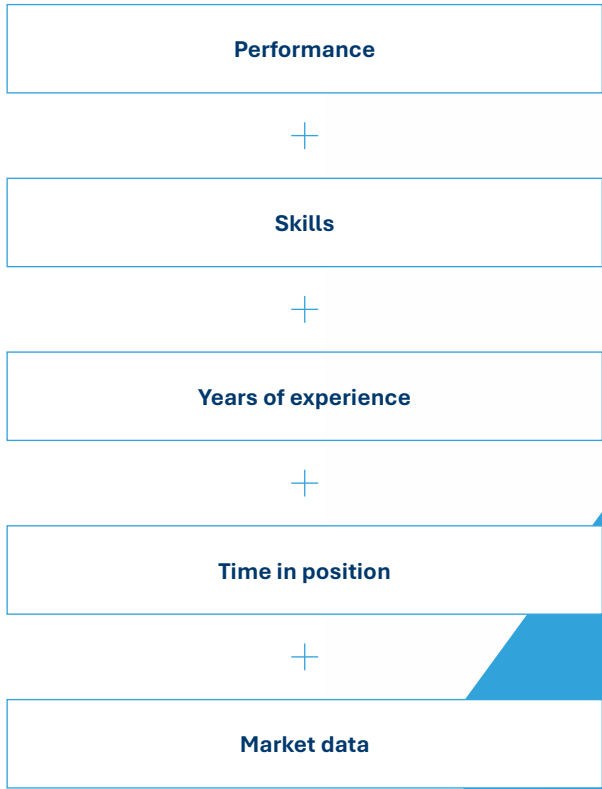 Performance
+
Skills
+
Years of experience
+
Time in position
+
Market data